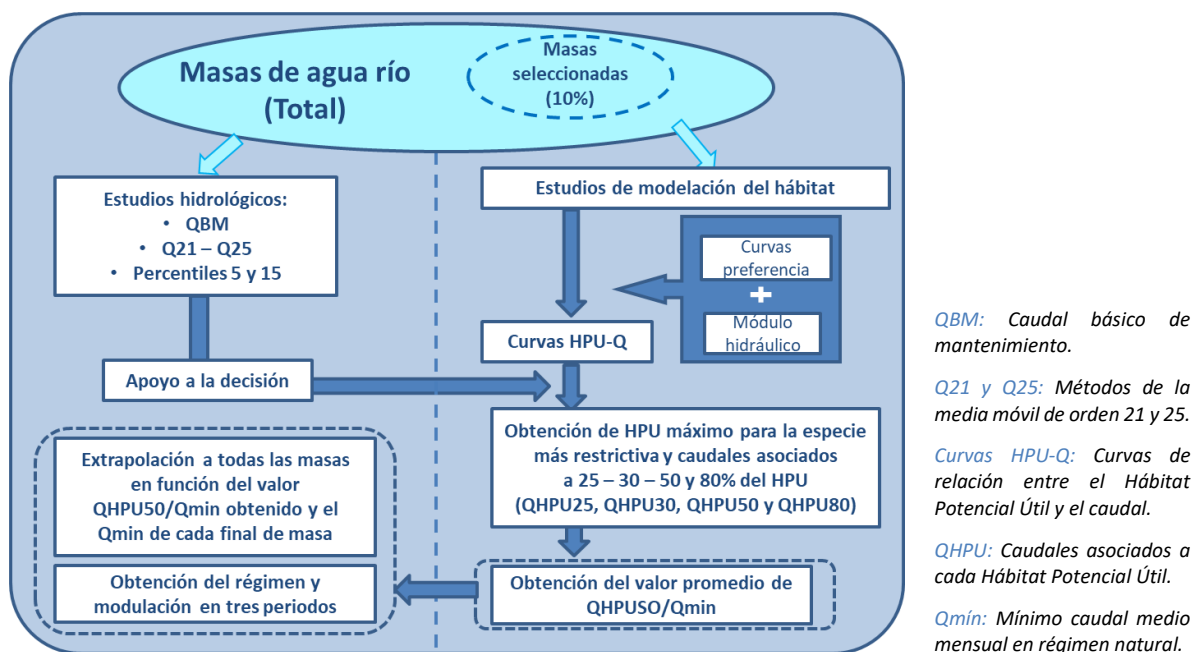 Masas de agua río
(Total)
Masas
seleccionadas
(10%)
Estudios hidrológicos:
• QBM
• Q21 – Q25
• Percentiles 5 y 15
Estudios de modelación del hábitat
Curvas
preferencia
+
Módulo
hidráulico
Curvas HPU-Q
Apoyo a la decisión
Obtención de HPU máximo para la especie
más restrictiva y caudales asociados
a 25 – 30 – 50 y 80% del HPU
(QHPU25, QHPU30, QHPU50 y QHPU80)
Extrapolación a todas las masas
en función del valor
QHPU50/Qmin obtenido y el
Qmin de cada final de masa
Obtención del régimen y
modulación en tres periodos
Obtención del valor promedio de
QHPUSO/Qmin
QBM: Caudal básico de
mantenimiento.
Q21 y Q25: Métodos de la
media móvil de orden 21 y 25.
Curvas HPU-Q: Curvas de
relación entre el Hábitat
Potencial Útil y el caudal.
QHPU: Caudales asociados a
cada Hábitat Potencial Útil.
Qmín: Mínimo caudal medio
mensual en régimen natural.